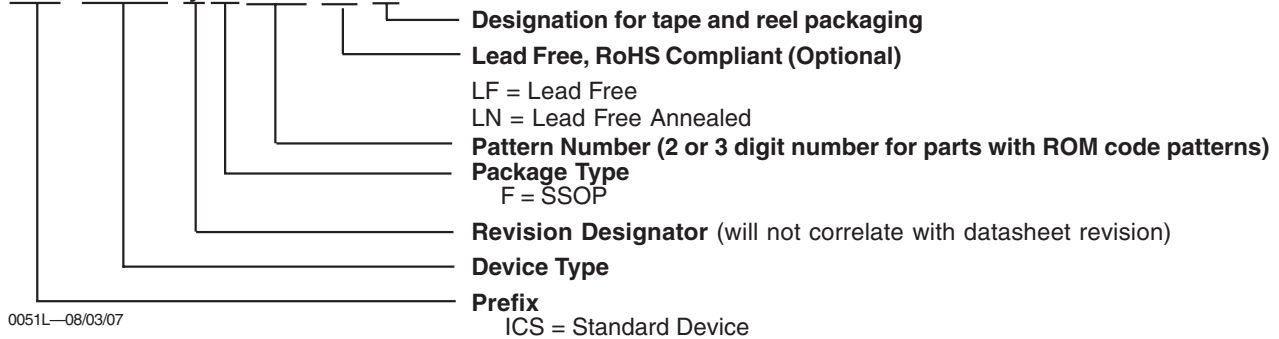 Designation for tape and reel packaging
Lead Free, RoHS Compliant (Optional)
LF = Lead Free
LN = Lead Free Annealed
Pattern Number (2 or 3 digit number for parts with ROM code patterns)
Package Type
F = SSOP
Revision Designator (will not correlate with datasheet revision)
Device Type
Prefix
ICS = Standard Device
0051L—08/03/07